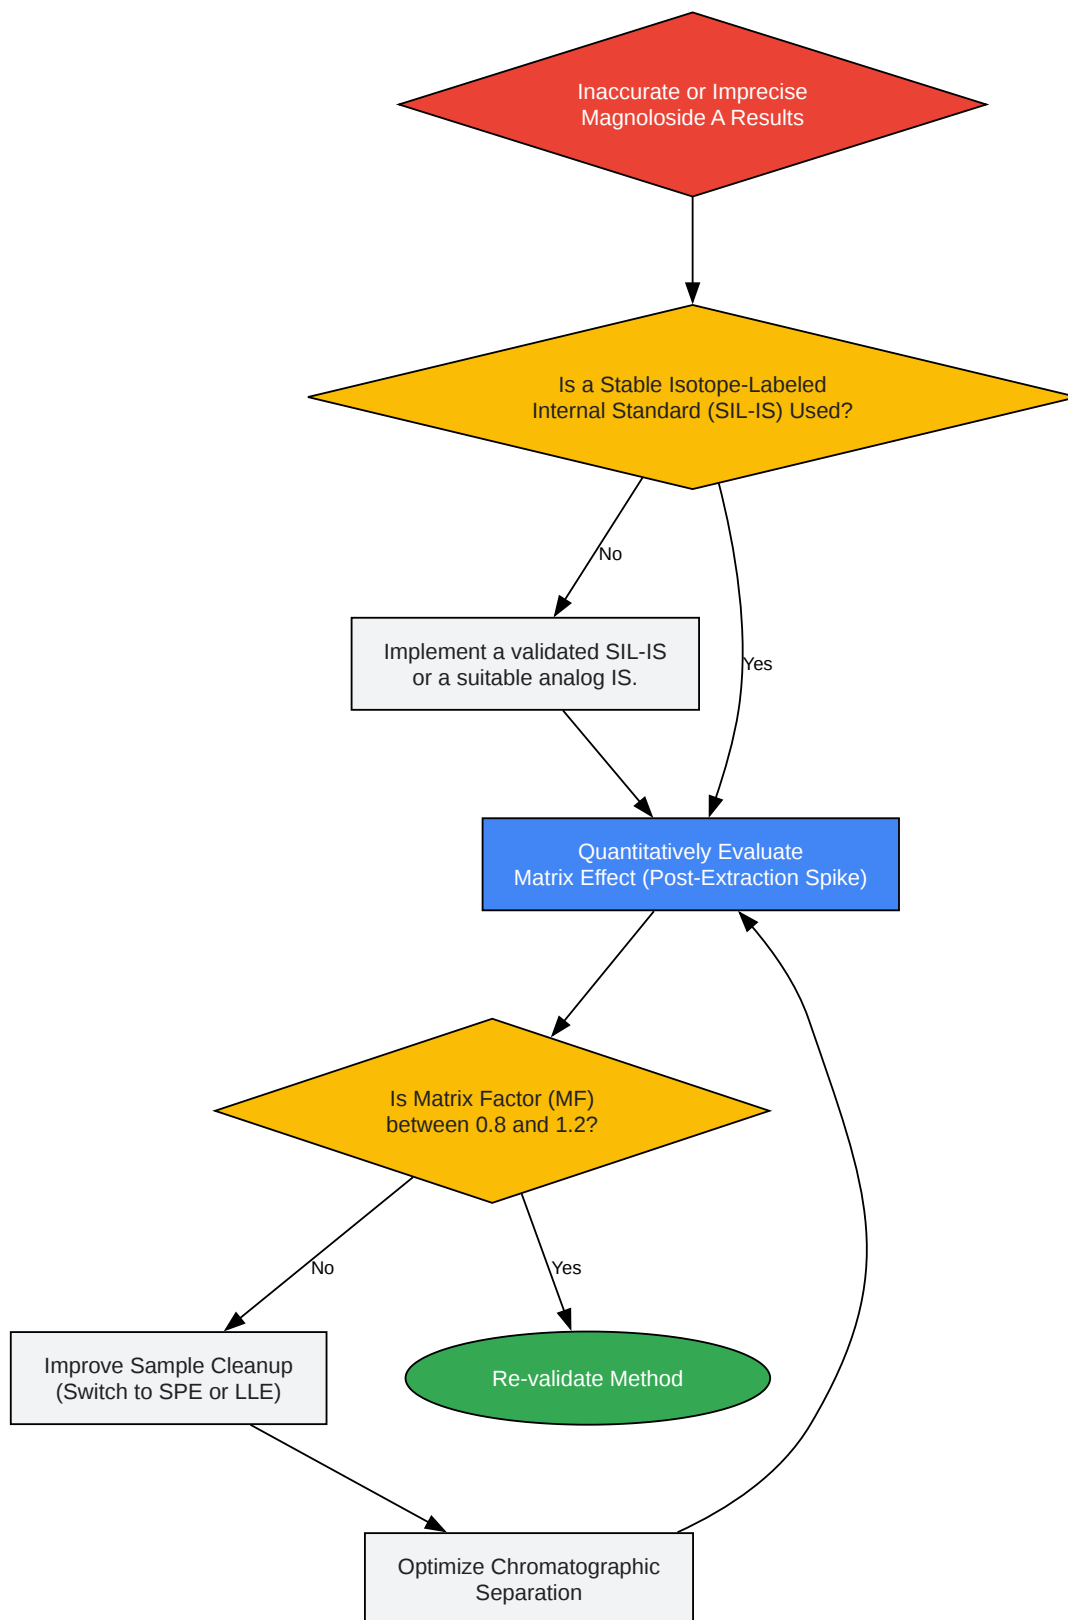 Inaccurate or Imprecise
Magnoloside A Results
Is a Stable Isotope-Labeled
Internal Standard (SIL-IS) Used?
No
Yes
Implement a validated SIL-IS
or a suitable analog IS.
Quantitatively Evaluate
Matrix Effect (Post-Extraction Spike)
Is Matrix Factor (MF)
between 0.8 and 1.2?
No
Yes
Improve Sample Cleanup
(Switch to SPE or LLE)
Re-validate Method
Optimize Chromatographic
Separation